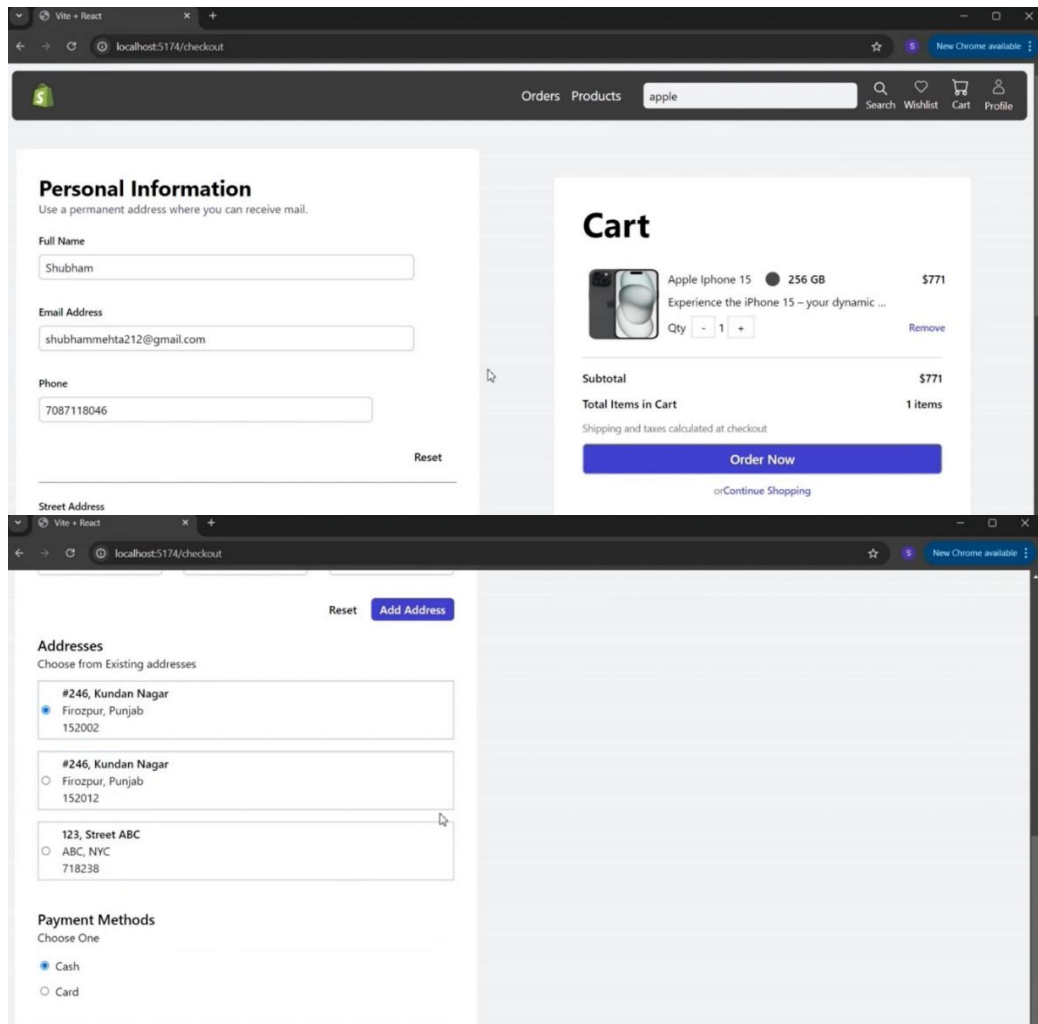 Vite + React
localhost:5174/checkout
S
New Chrome available
Orders Products apple
Search Wishlist Cart Profile
Personal Information
Use a permanent address where you can receive mail.
Full Name
Shubham
Email Address
shubhammehta212@gmail.com
Phone
7087118046
Reset
Street Address
Cart
Apple Iphone 15 256 GB $771
Experience the iPhone 15 – your dynamic ...
Qty - 1 + Remove
Subtotal $771
Total Items in Cart 1 items
Shipping and taxes calculated at checkout
Order Now
orContinue Shopping
Vite + React
localhost:5174/checkout
S
New Chrome available
Reset Add Address
Addresses
Choose from Existing addresses
#246, Kundan Nagar
Firozpur, Punjab
152002
#246, Kundan Nagar
Firozpur, Punjab
152012
123, Street ABC
ABC, NYC
718238
Payment Methods
Choose One
Cash
Card